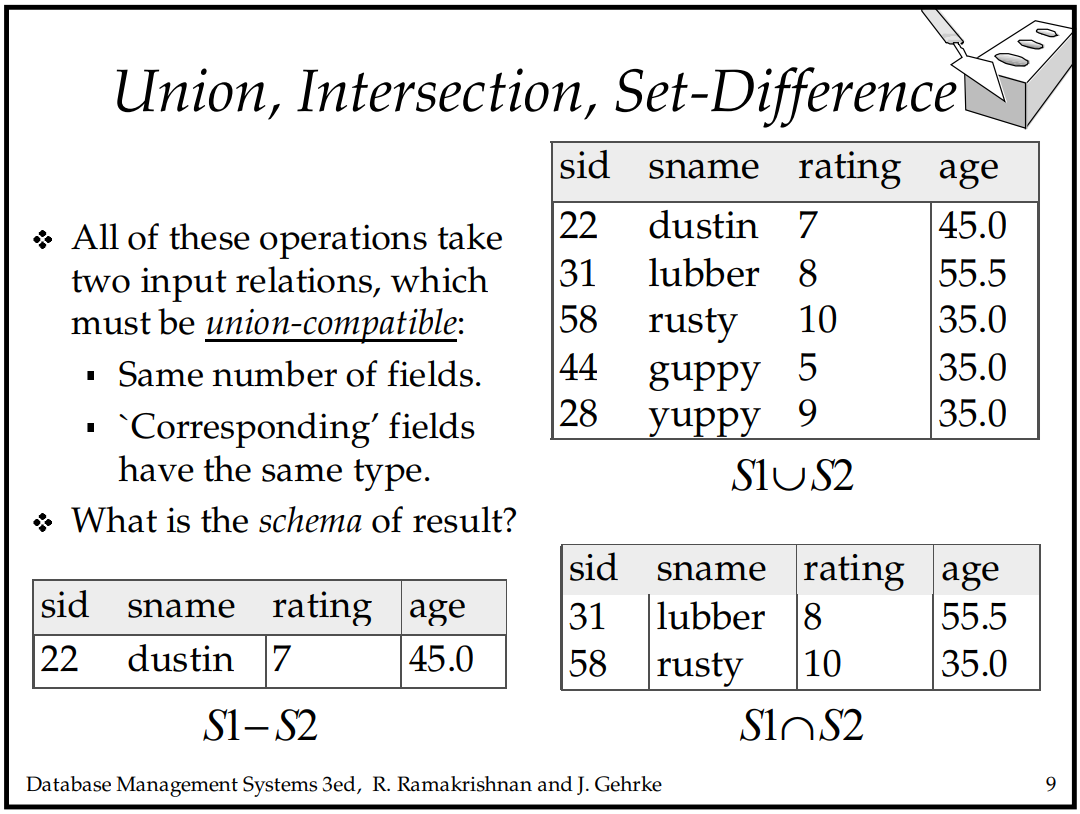 Union, Intersection, Set-Difference
❖ All of these operations take
two input relations, which
must be union-compatible:
▪ Same number of fields.
▪ `Corresponding’ fields
have the same type.
❖ What is the schema of result?
sid sname rating age
22 dustin 7 45.0
31 lubber 8 55.5
58 rusty 10 35.0
44 guppy 5 35.0
28 yuppy 9 35.0
S1∪S2
sid sname rating age
22 dustin 7 45.0
S1−S2
sid sname rating age
31 lubber 8 55.5
58 rusty 10 35.0
S1∩S2
Database Management Systems 3ed, R. Ramakrishnan and J. Gehrke 9